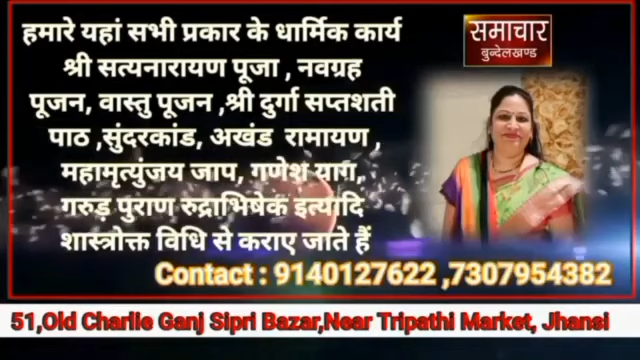 हमारे यहां सभी प्रकार के धार्मिक कार्य
श्री सत्यनारायण पूजा , नवग्रह
पूजन, वास्तु पूजन ,श्री दुर्गा सप्तशती
पाठ ,सुंदरकांड, अखंड रामायण ,
महामृत्युंजय जाप, गणेश याग,
गरुड़ पुराण रुद्राभिषेक इत्यादि
शास्त्रोक्त विधि से कराए जाते हैं
समाचार
बुन्देलखण्ड
Contact : 9140127622 ,7307954382
51,Old Charlie Ganj Sipri Bazar,Near Tripathi Market, Jhansi